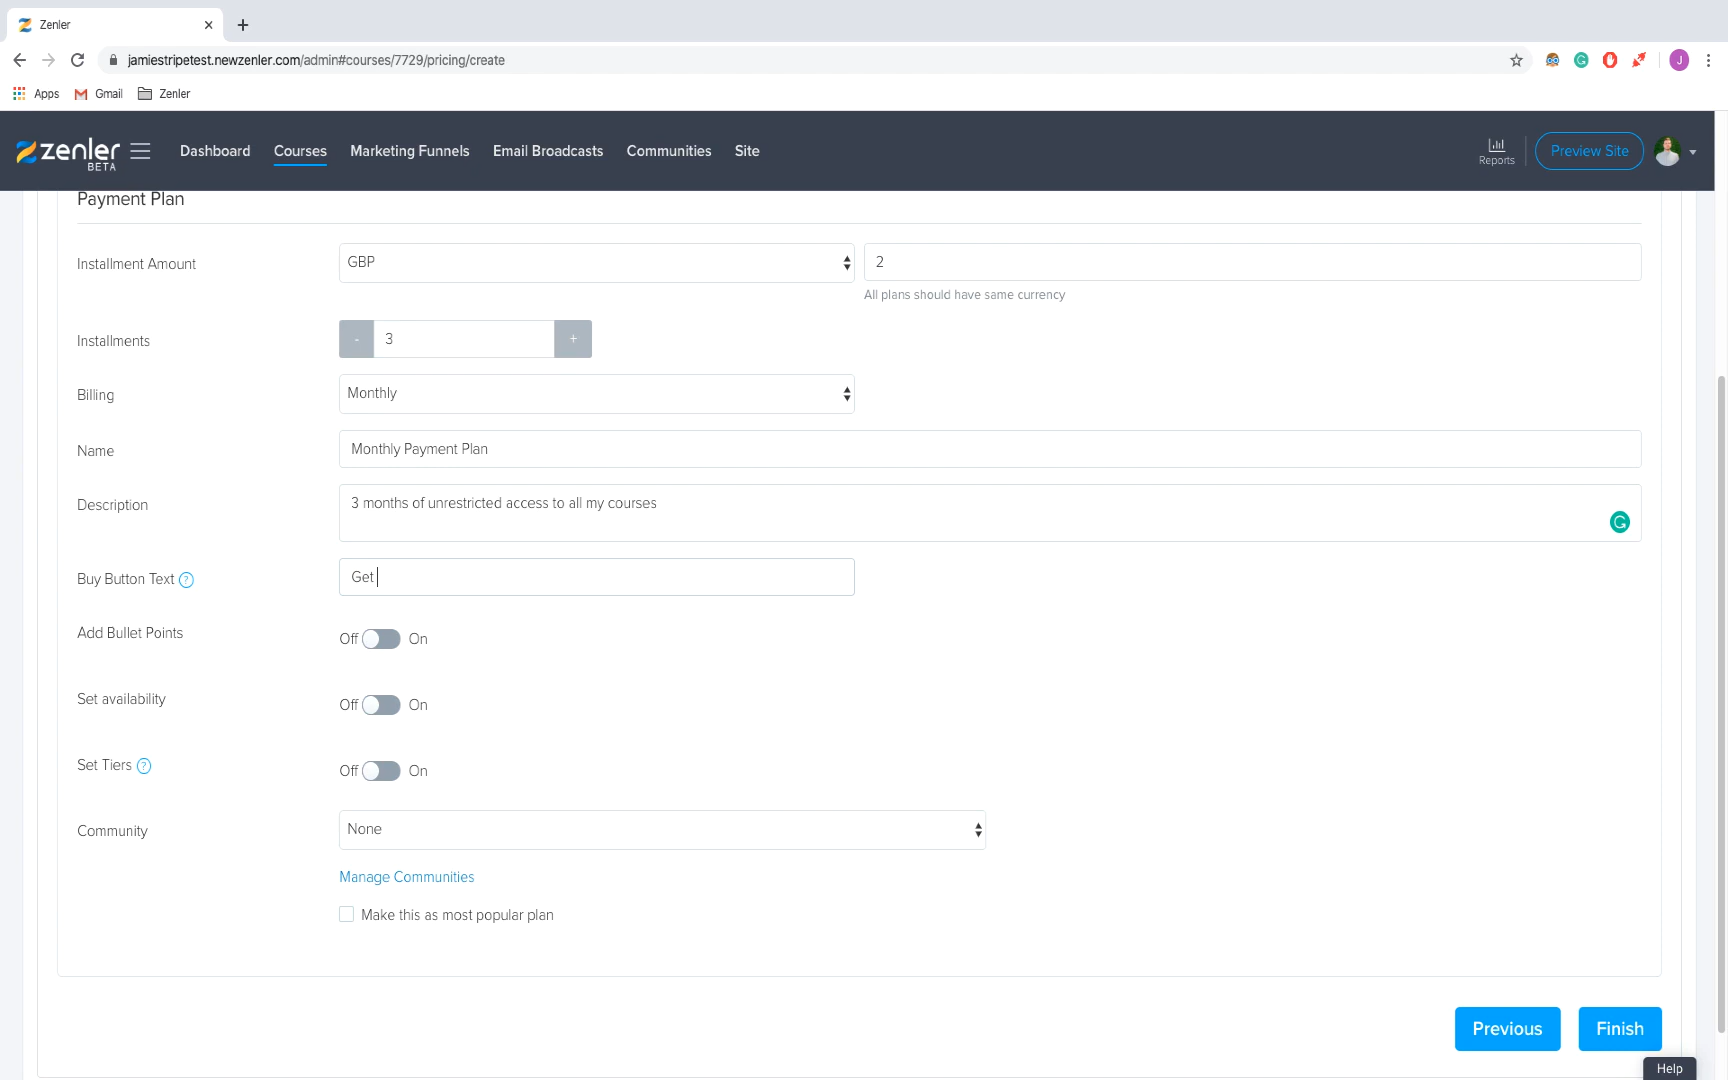 Zenler
jamiestripetest.newzenler.com/admin#courses/7729/pricing/create
J
Apps Gmail Zenler
zenler BETA Dashboard Courses Marketing Funnels Email Broadcasts Communities Site Reports Preview Site
Payment Plan
Installment Amount GBP 2
All plans should have same currency
Installments - 3 +
Billing Monthly
Name Monthly Payment Plan
Description 3 months of unrestricted access to all my courses
Buy Button Text ? Get
Add Bullet Points Off On
Set availability Off On
Set Tiers ? Off On
Community None
Manage Communities
Make this as most popular plan
Previous Finish
Help